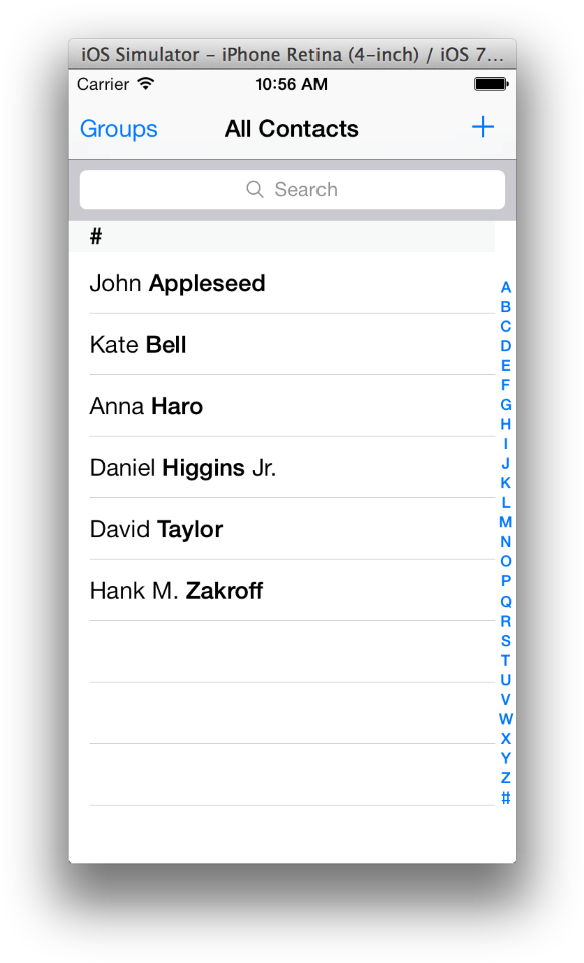 iOS Simulator – iPhone Retina (4-inch) / iOS 7...
Carrier 10:56 AM
Groups All Contacts +
Search
#
John Appleseed
Kate Bell
Anna Haro
Daniel Higgins Jr.
David Taylor
Hank M. Zakroff
A
B
C
D
E
F
G
H
I
J
K
L
M
N
O
P
Q
R
S
T
U
V
W
X
Y
Z
#